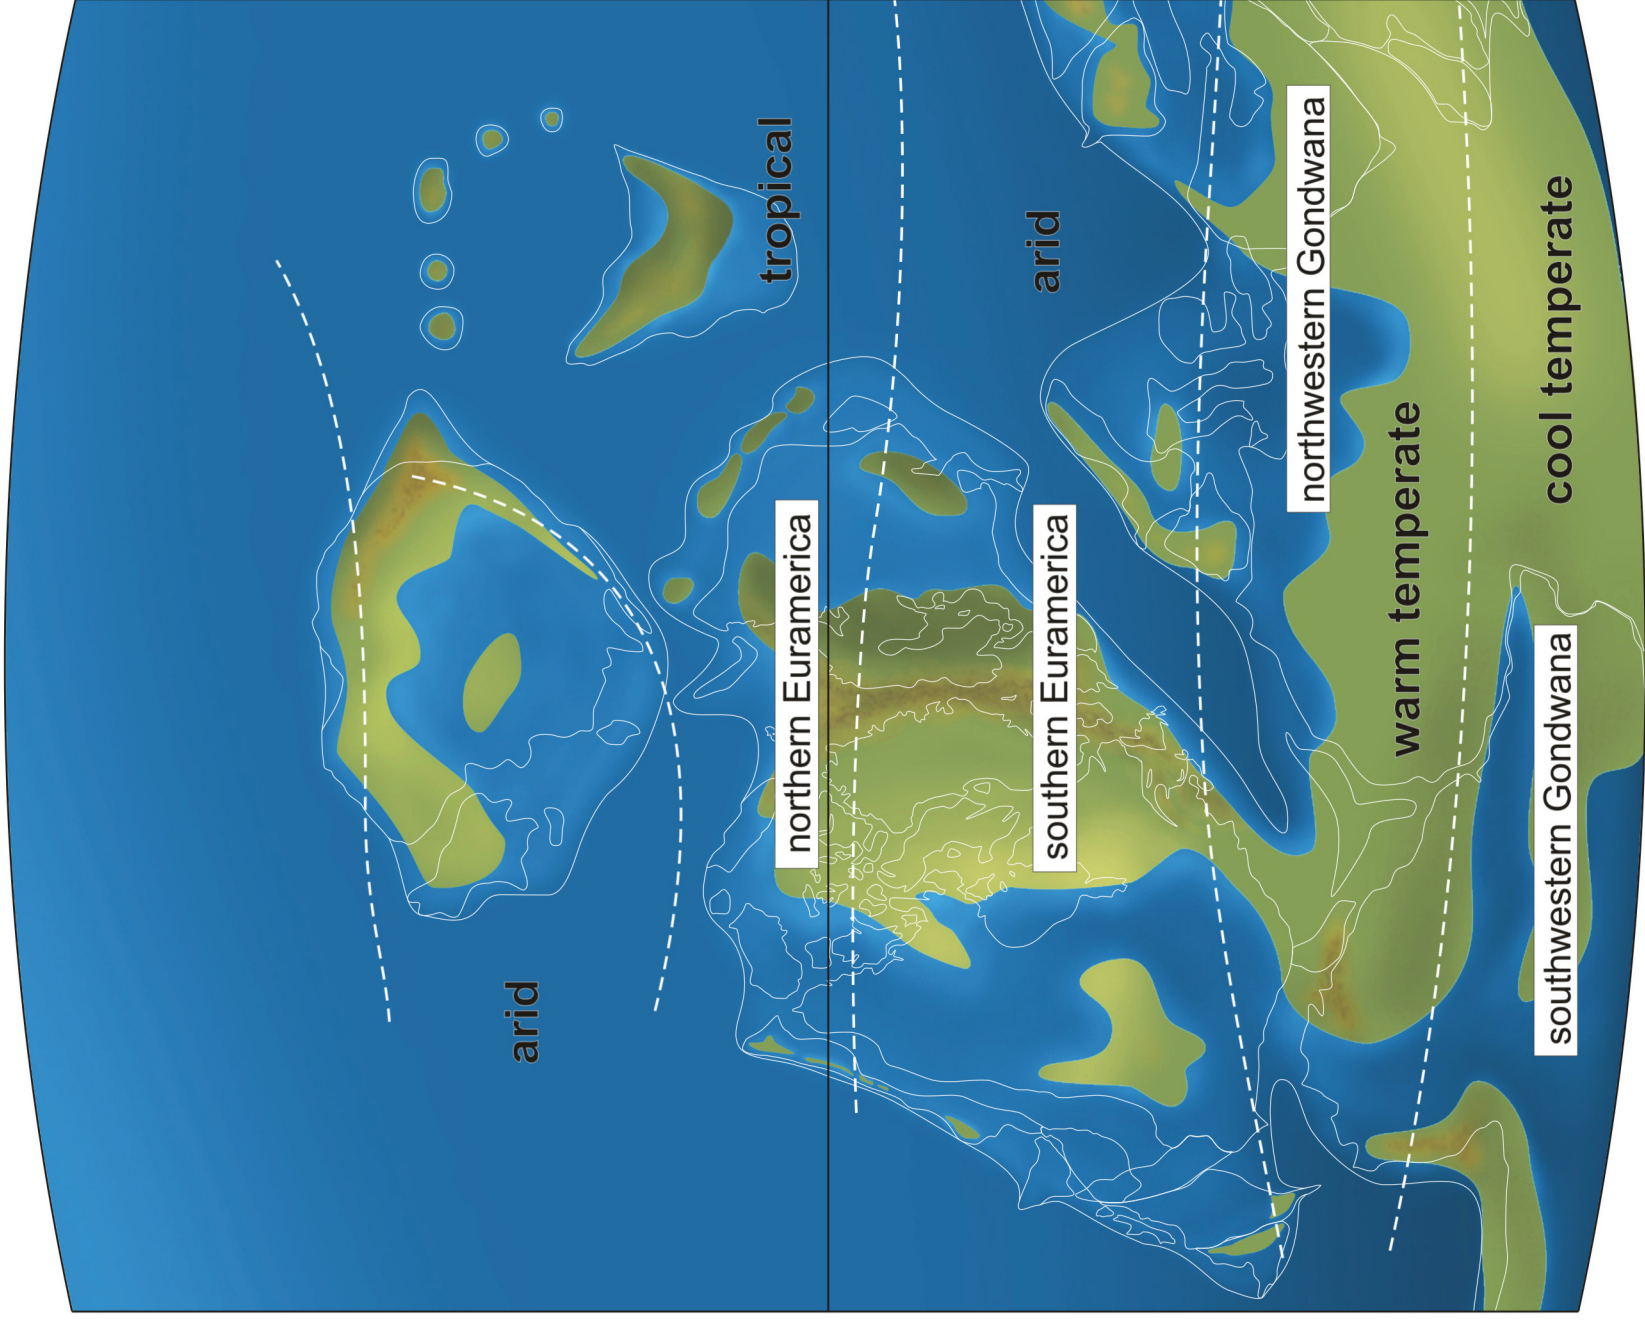 arid
tropical
northern Euramerica
arid
southern Euramerica
northwestern Gondwana
warm temperate
cool temperate
southwestern Gondwana